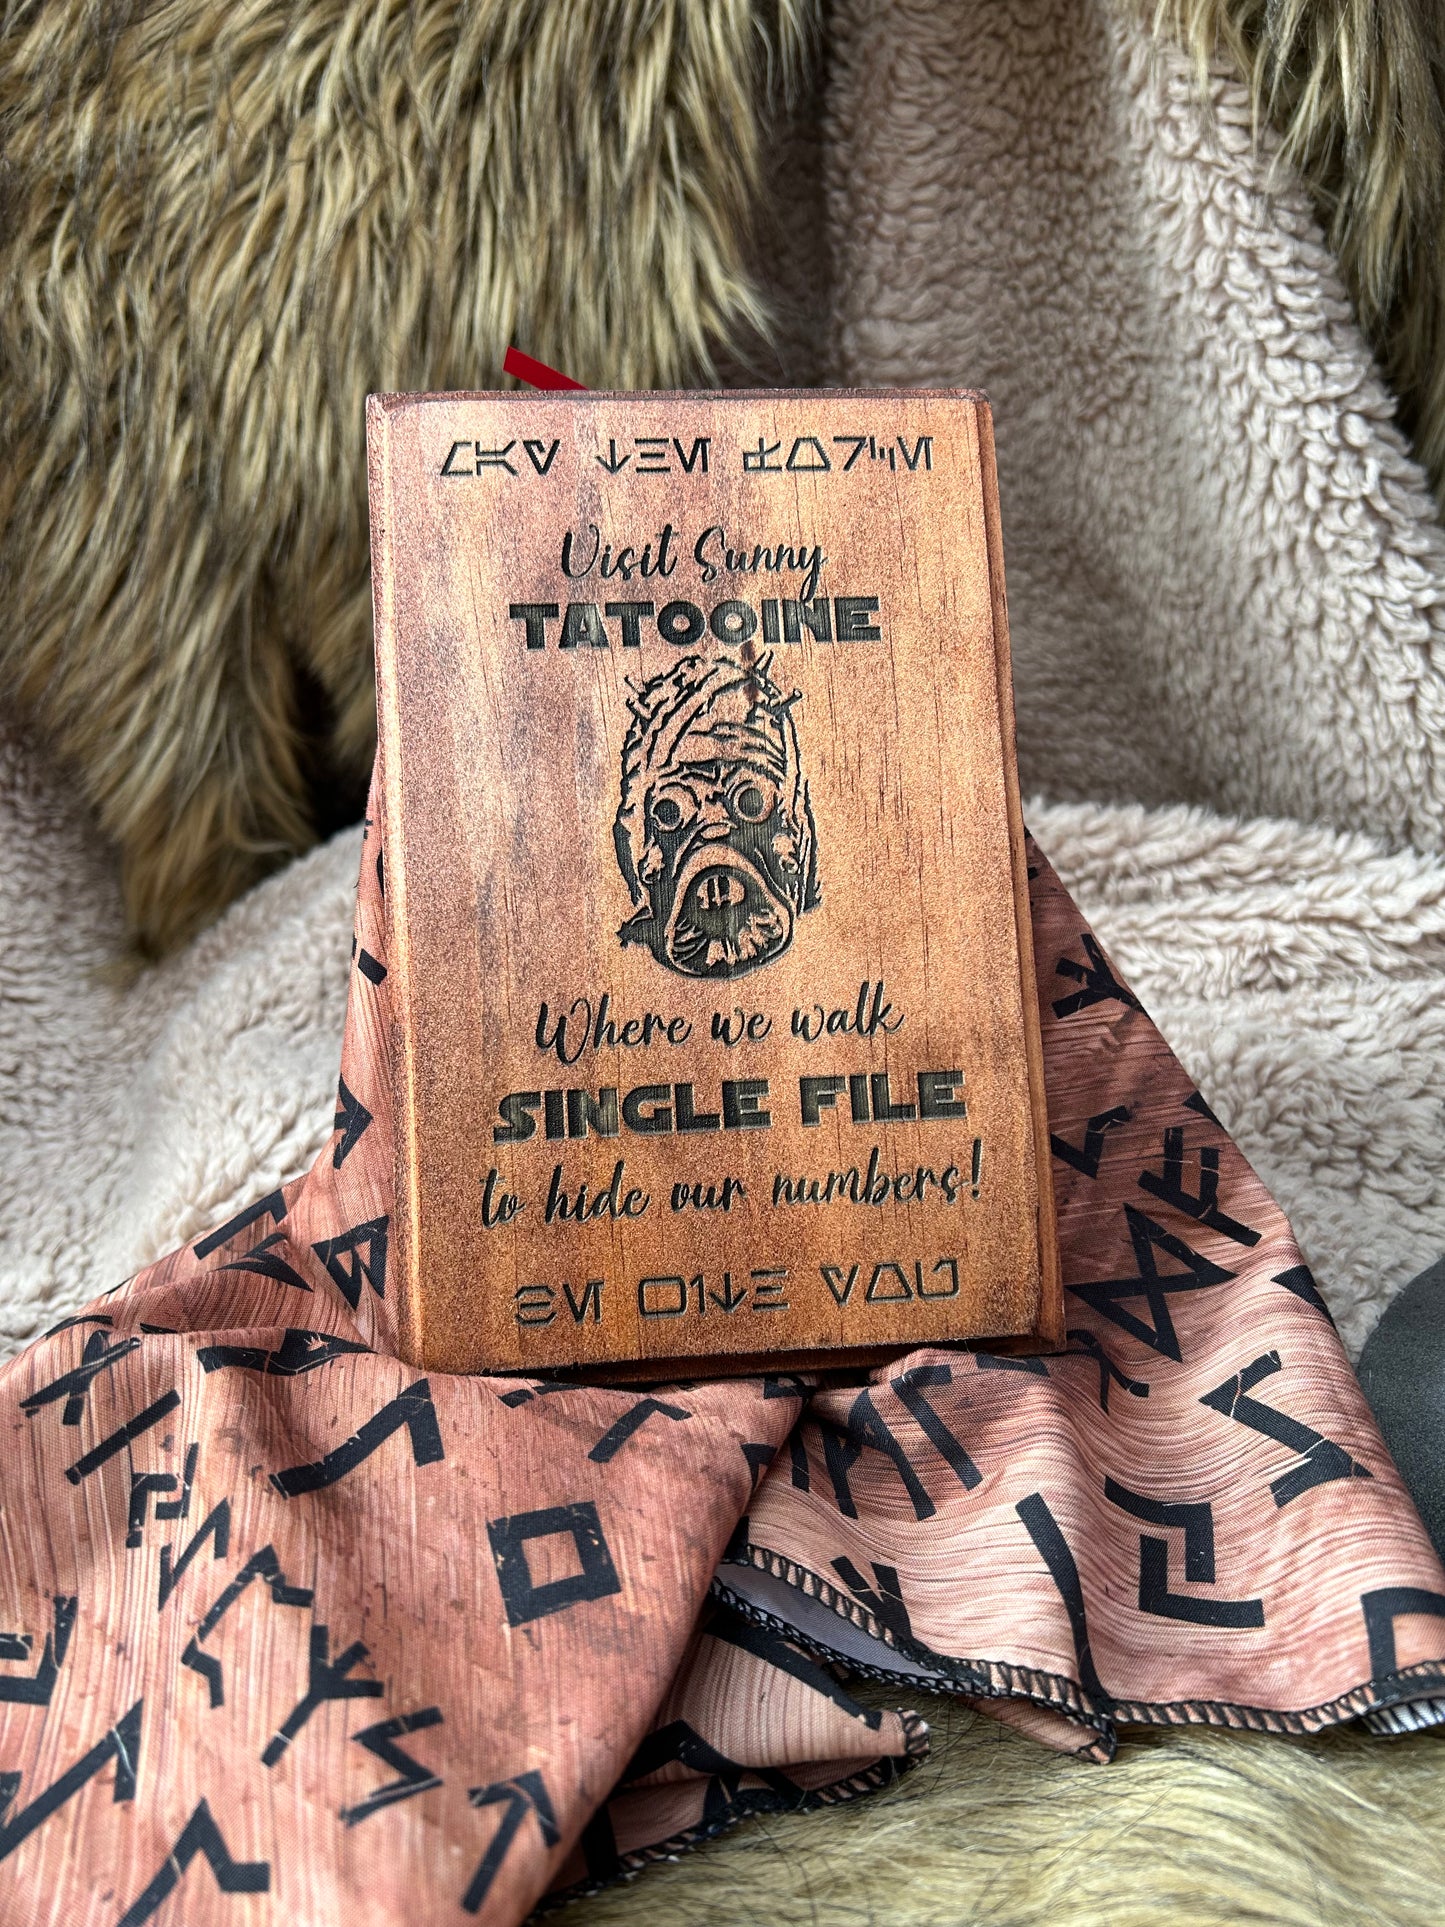 Visit Sunny
TATOOINE
Where we walk
SINGLE FILE
to hide our numbers!